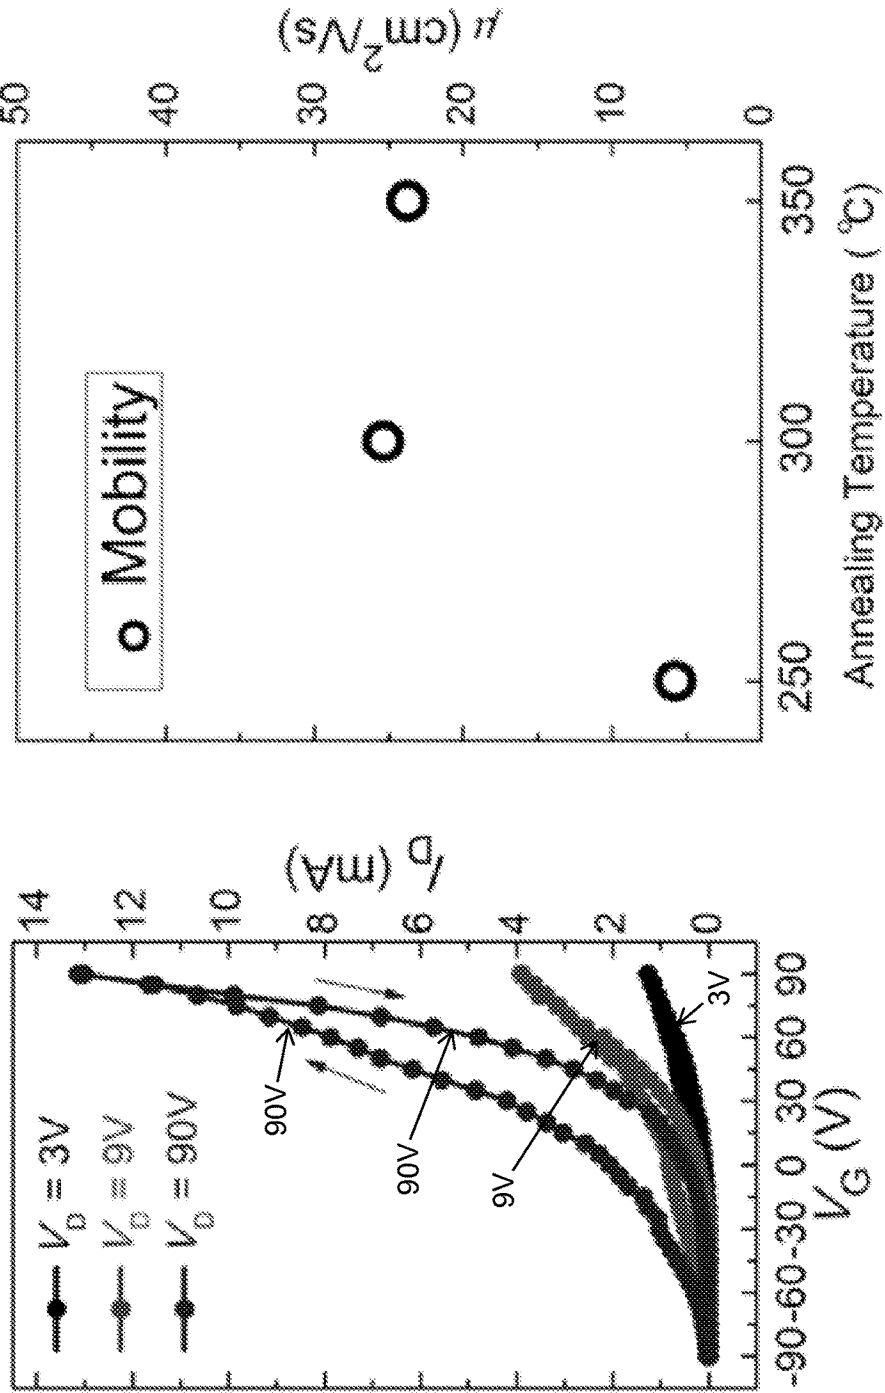 V_D = 3V
V_D = 9V
V_D = 90V
90V
90V
9V
3V
14
12
10
8
6
4
2
0
I_D (mA)
-90 -60 -30 0 30 60 90
V_G (V)
Mobility
50
40
30
20
10
0
μ (cm²/Vs)
250 300 350
Annealing Temperature (°C)